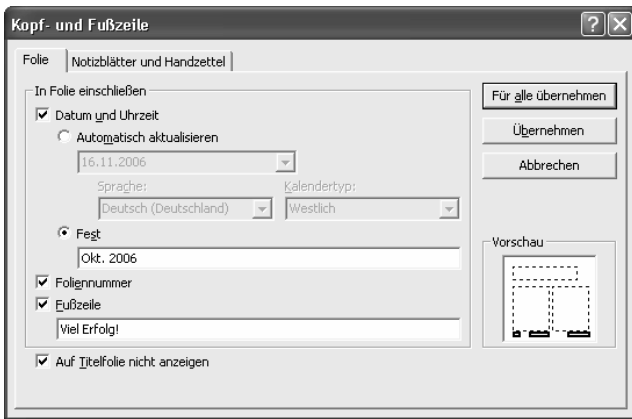 Kopf- und Fußzeile
Folie
Notizblätter und Handzettel
In Folie einschließen
Datum und Uhrzeit
Automatisch aktualisieren
16.11.2006
Sprache:
Kalendertyp:
Deutsch (Deutschland)
Westlich
Fest
Okt. 2006
Foliennummer
Fußzeile
Viel Erfolg!
Auf Titelfolie nicht anzeigen
Für alle übernehmen
Übernehmen
Abbrechen
Vorschau